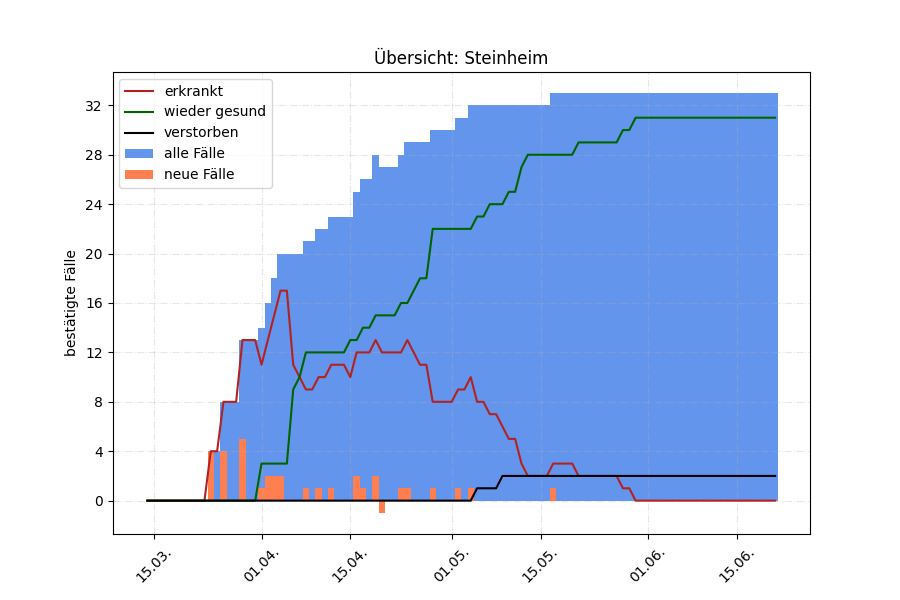 Übersicht: Steinheim
erkrankt
wieder gesund
verstorben
alle Fälle
neue Fälle
bestätigte Fälle
32
28
24
20
16
12
8
4
0
15.03.
01.04.
15.04.
01.05.
15.05.
01.06.
15.06.